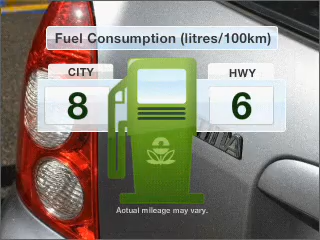 Fuel Consumption (litres/100km)
CITY HWY
8 6
Actual mileage may vary.